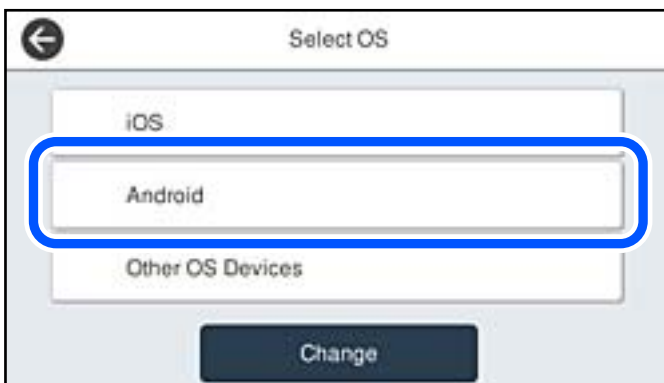 Select OS
iOS
Android
Other OS Devices
Change